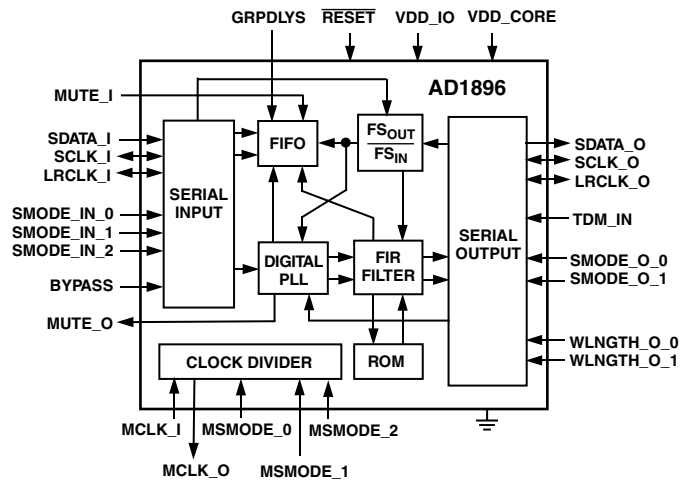 GRPDLYS
RESET
VDD_IO
VDD_CORE
AD1896
MUTE_I
SDATA_I
SCLK_I
LRCLK_I
SMODE_IN_0
SMODE_IN_1
SMODE_IN_2
BYPASS
MUTE_O
SERIAL
INPUT
FIFO
FSOUT
FSIN
DIGITAL
PLL
FIR
FILTER
ROM
CLOCK DIVIDER
SERIAL
OUTPUT
SDATA_O
SCLK_O
LRCLK_O
TDM_IN
SMODE_O_0
SMODE_O_1
WLNGTH_O_0
WLNGTH_O_1
MCLK_I
MSMODE_0
MSMODE_2
MCLK_O
MSMODE_1